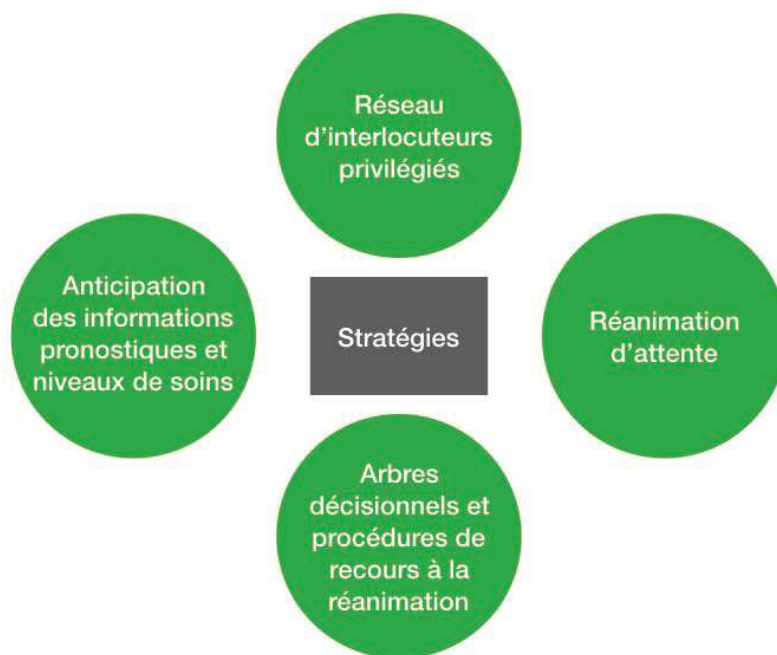 Réseau
d’interlocuteurs
privilégiés
Anticipation
des informations
pronostiques et
niveaux de soins
Stratégies
Réanimation
d’attente
Arbres
décisionnels et
procédures de
recours à la
réanimation